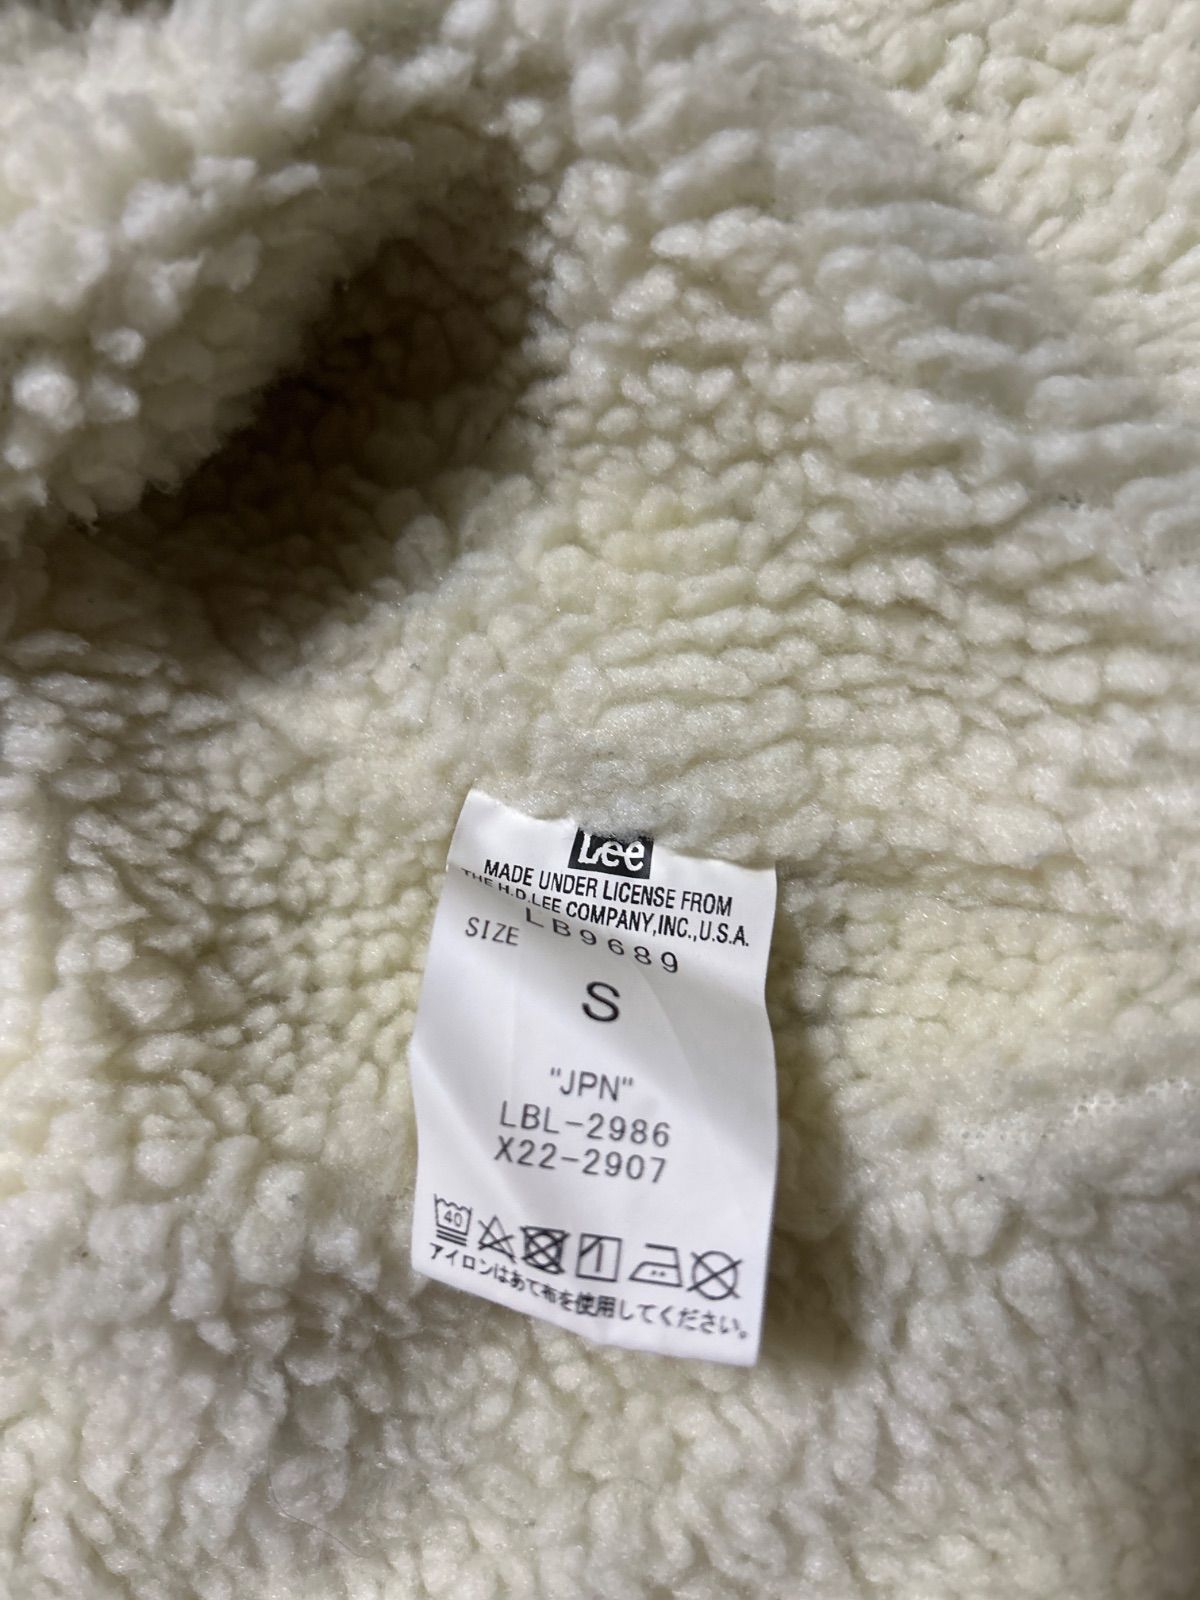 Lee
MADE UNDER LICENSE FROM
THE H.D.LEE COMPANY,INC.,U.S.A.
LB9689
SIZE
S
"JPN"
LBL-2986
X22-2907
40
アイロンはあて布を使用してください。